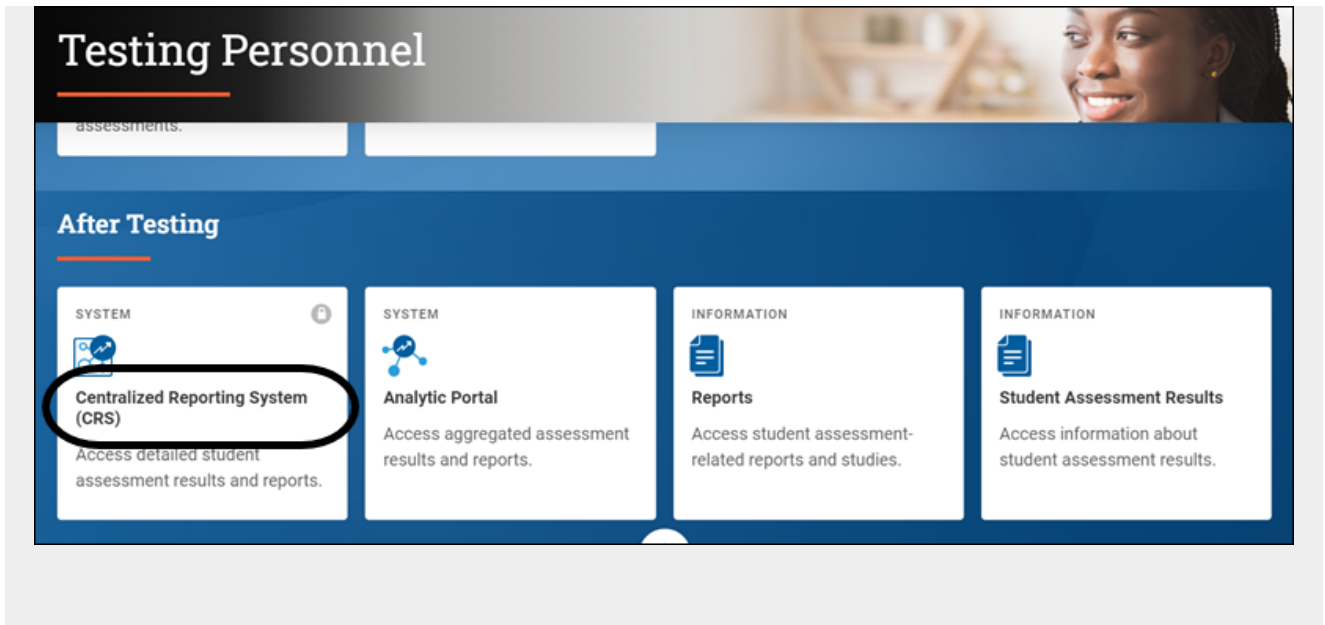 Testing Personnel
assessments.
After Testing
SYSTEM
Centralized Reporting System
(CRS)
Access detailed student
assessment results and reports.
SYSTEM
Analytic Portal
Access aggregated assessment
results and reports.
INFORMATION
Reports
Access student assessment-
related reports and studies.
INFORMATION
Student Assessment Results
Access information about
student assessment results.